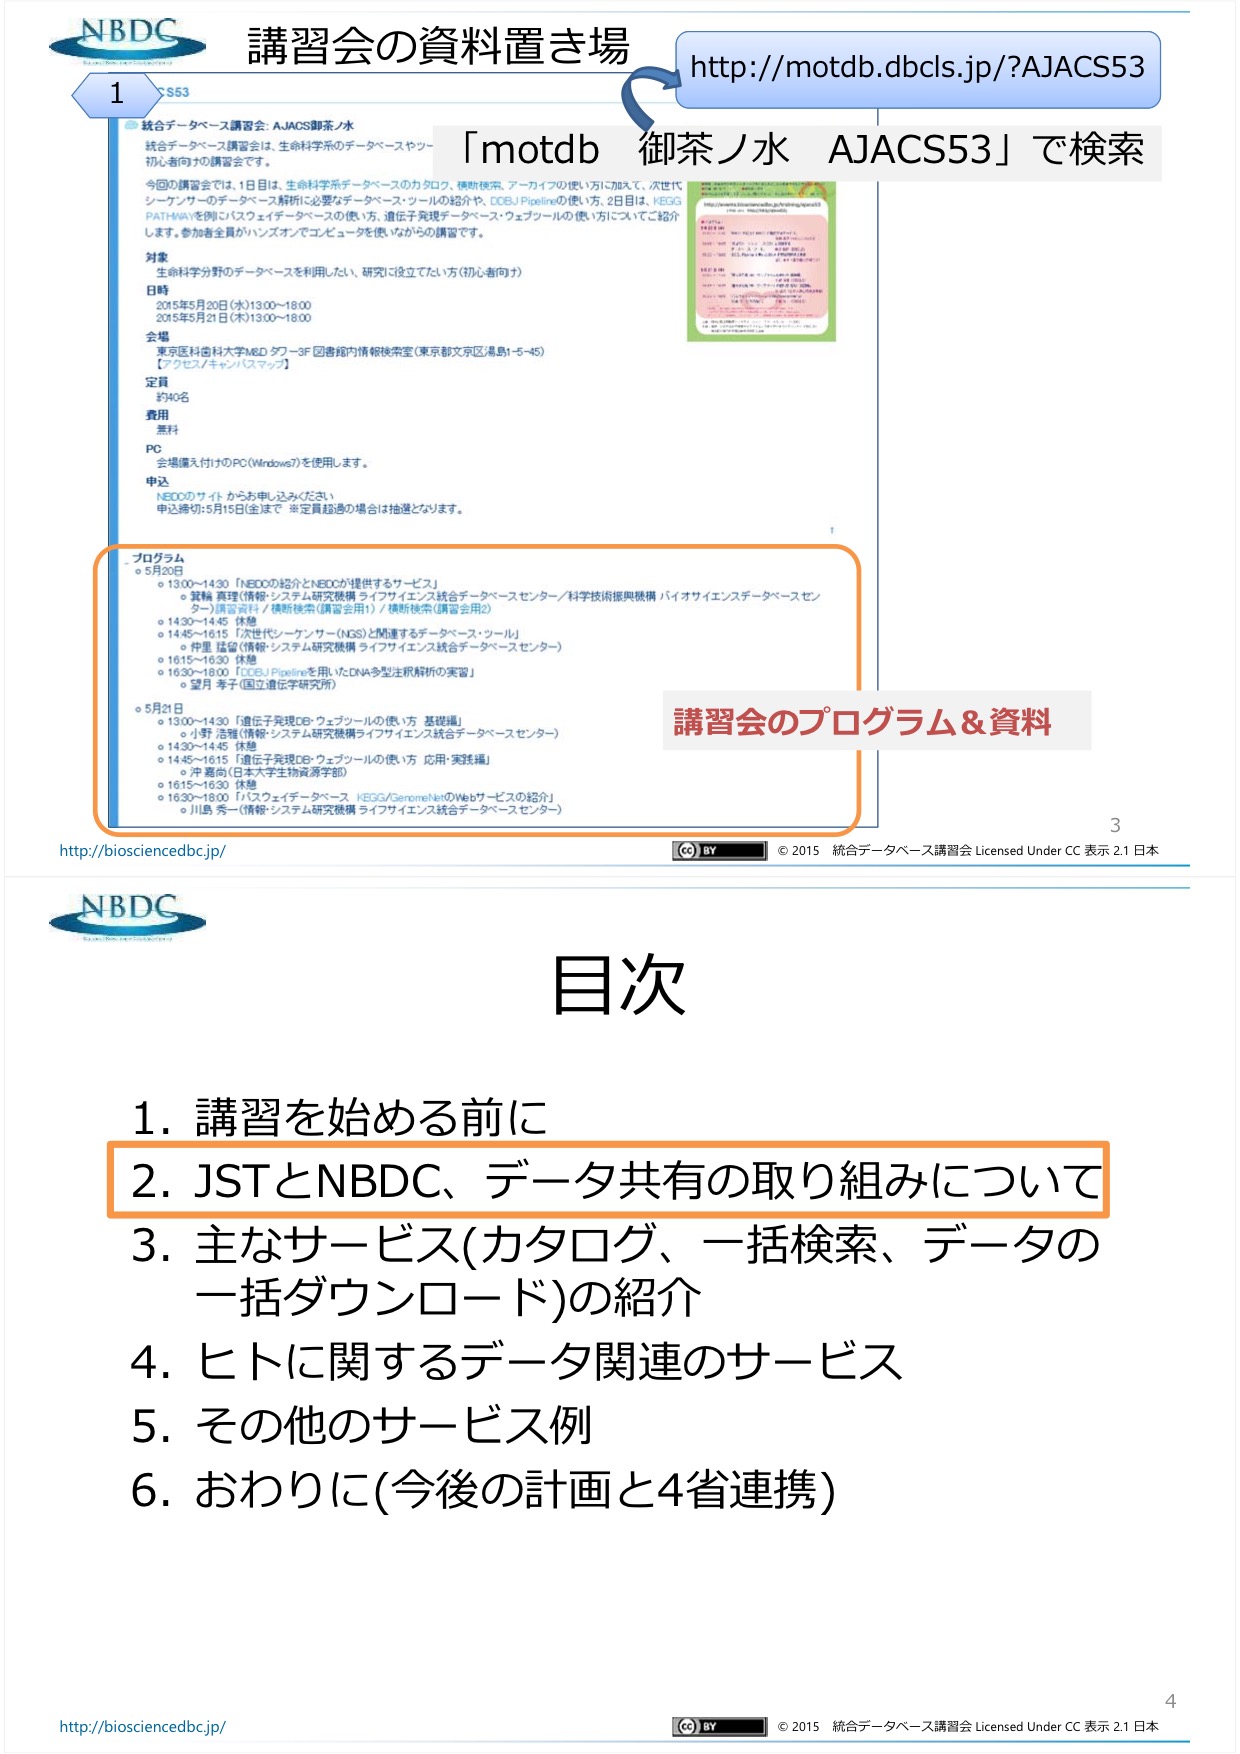 NBDC
講習会の資料置き場
http://motdb.dbcls.jp/?AJACS53
1
CS53
「motdb　御茶ノ水　AJACS53」で検索
統合データベース講習会: AJACS御茶ノ水
統合データベース講習会は、生命科学系のデータベースやツー
初心者向けの講習会です。
今回の講習会では、1日目は、生命科学系データベースのカタログ、横断検索、アーカイブの使い方に加えて、次世代
シーケンサーのデータベース解析に必要なデータベース・ツールの紹介や、DDBJ Pipelineの使い方、2日目は、KEGG
PATHWAYを例にパスウェイデータベースの使い方、遺伝子発現データベース・ウェブツールの使い方についてご紹介
します。参加者全員がハンズオンでコンピュータを使いながらの講習です。
対象
生命科学分野のデータベースを利用したい、研究に役立てたい方(初心者向け)
日時
2015年5月20日(水)13:00~18:00
2015年5月21日(木)13:00~18:00
会場
東京医科歯科大学M&D タワー3F 図書館内情報検索室(東京都文京区湯島1-5-45)
【アクセス/キャンパスマップ】
定員
約40名
費用
無料
PC
会場備え付けのPC(Windows7)を使用します。
申込
NBDCのサイト からお申し込みください
申込締切:5月15日(金)まで ※定員超過の場合は抽選となります。
↑
プログラム
5月20日
13:00~14:30 「NBDCの紹介とNBDCが提供するサービス」
箕輪 真理(情報・システム研究機構 ライフサイエンス統合データベースセンター／科学技術振興機構 バイオサイエンスデータベースセン
ター)講習資料 / 横断検索(講習会用1) / 横断検索(講習会用2)
14:30~14:45 休憩
14:45~16:15 「次世代シーケンサー(NGS)と関連するデータベース・ツール」
仲里 猛留(情報・システム研究機構 ライフサイエンス統合データベースセンター)
16:15~16:30 休憩
16:30~18:00 「DDBJ Pipelineを用いたDNA多型注釈解析の実習」
望月 孝子(国立遺伝学研究所)
5月21日
13:00~14:30 「遺伝子発現DB・ウェブツールの使い方 基礎編」
小野 浩雅(情報・システム研究機構ライフサイエンス統合データベースセンター)
14:30~14:45 休憩
14:45~16:15 「遺伝子発現DB・ウェブツールの使い方 応用・実践編」
沖 嘉尚(日本大学生物資源学部)
16:15~16:30 休憩
16:30~18:00 「パスウェイデータベース KEGG/GenomeNetのWebサービスの紹介」
川島 秀一(情報・システム研究機構 ライフサイエンス統合データベースセンター)
講習会のプログラム＆資料
3
http://biosciencedbc.jp/
cc BY
© 2015　統合データベース講習会 Licensed Under CC 表示 2.1 日本
NBDC
目次
1. 講習を始める前に
2. JSTとNBDC、データ共有の取り組みについて
3. 主なサービス(カタログ、一括検索、データの
一括ダウンロード)の紹介
4. ヒトに関するデータ関連のサービス
5. その他のサービス例
6. おわりに(今後の計画と4省連携)
4
http://biosciencedbc.jp/
cc BY
© 2015　統合データベース講習会 Licensed Under CC 表示 2.1 日本